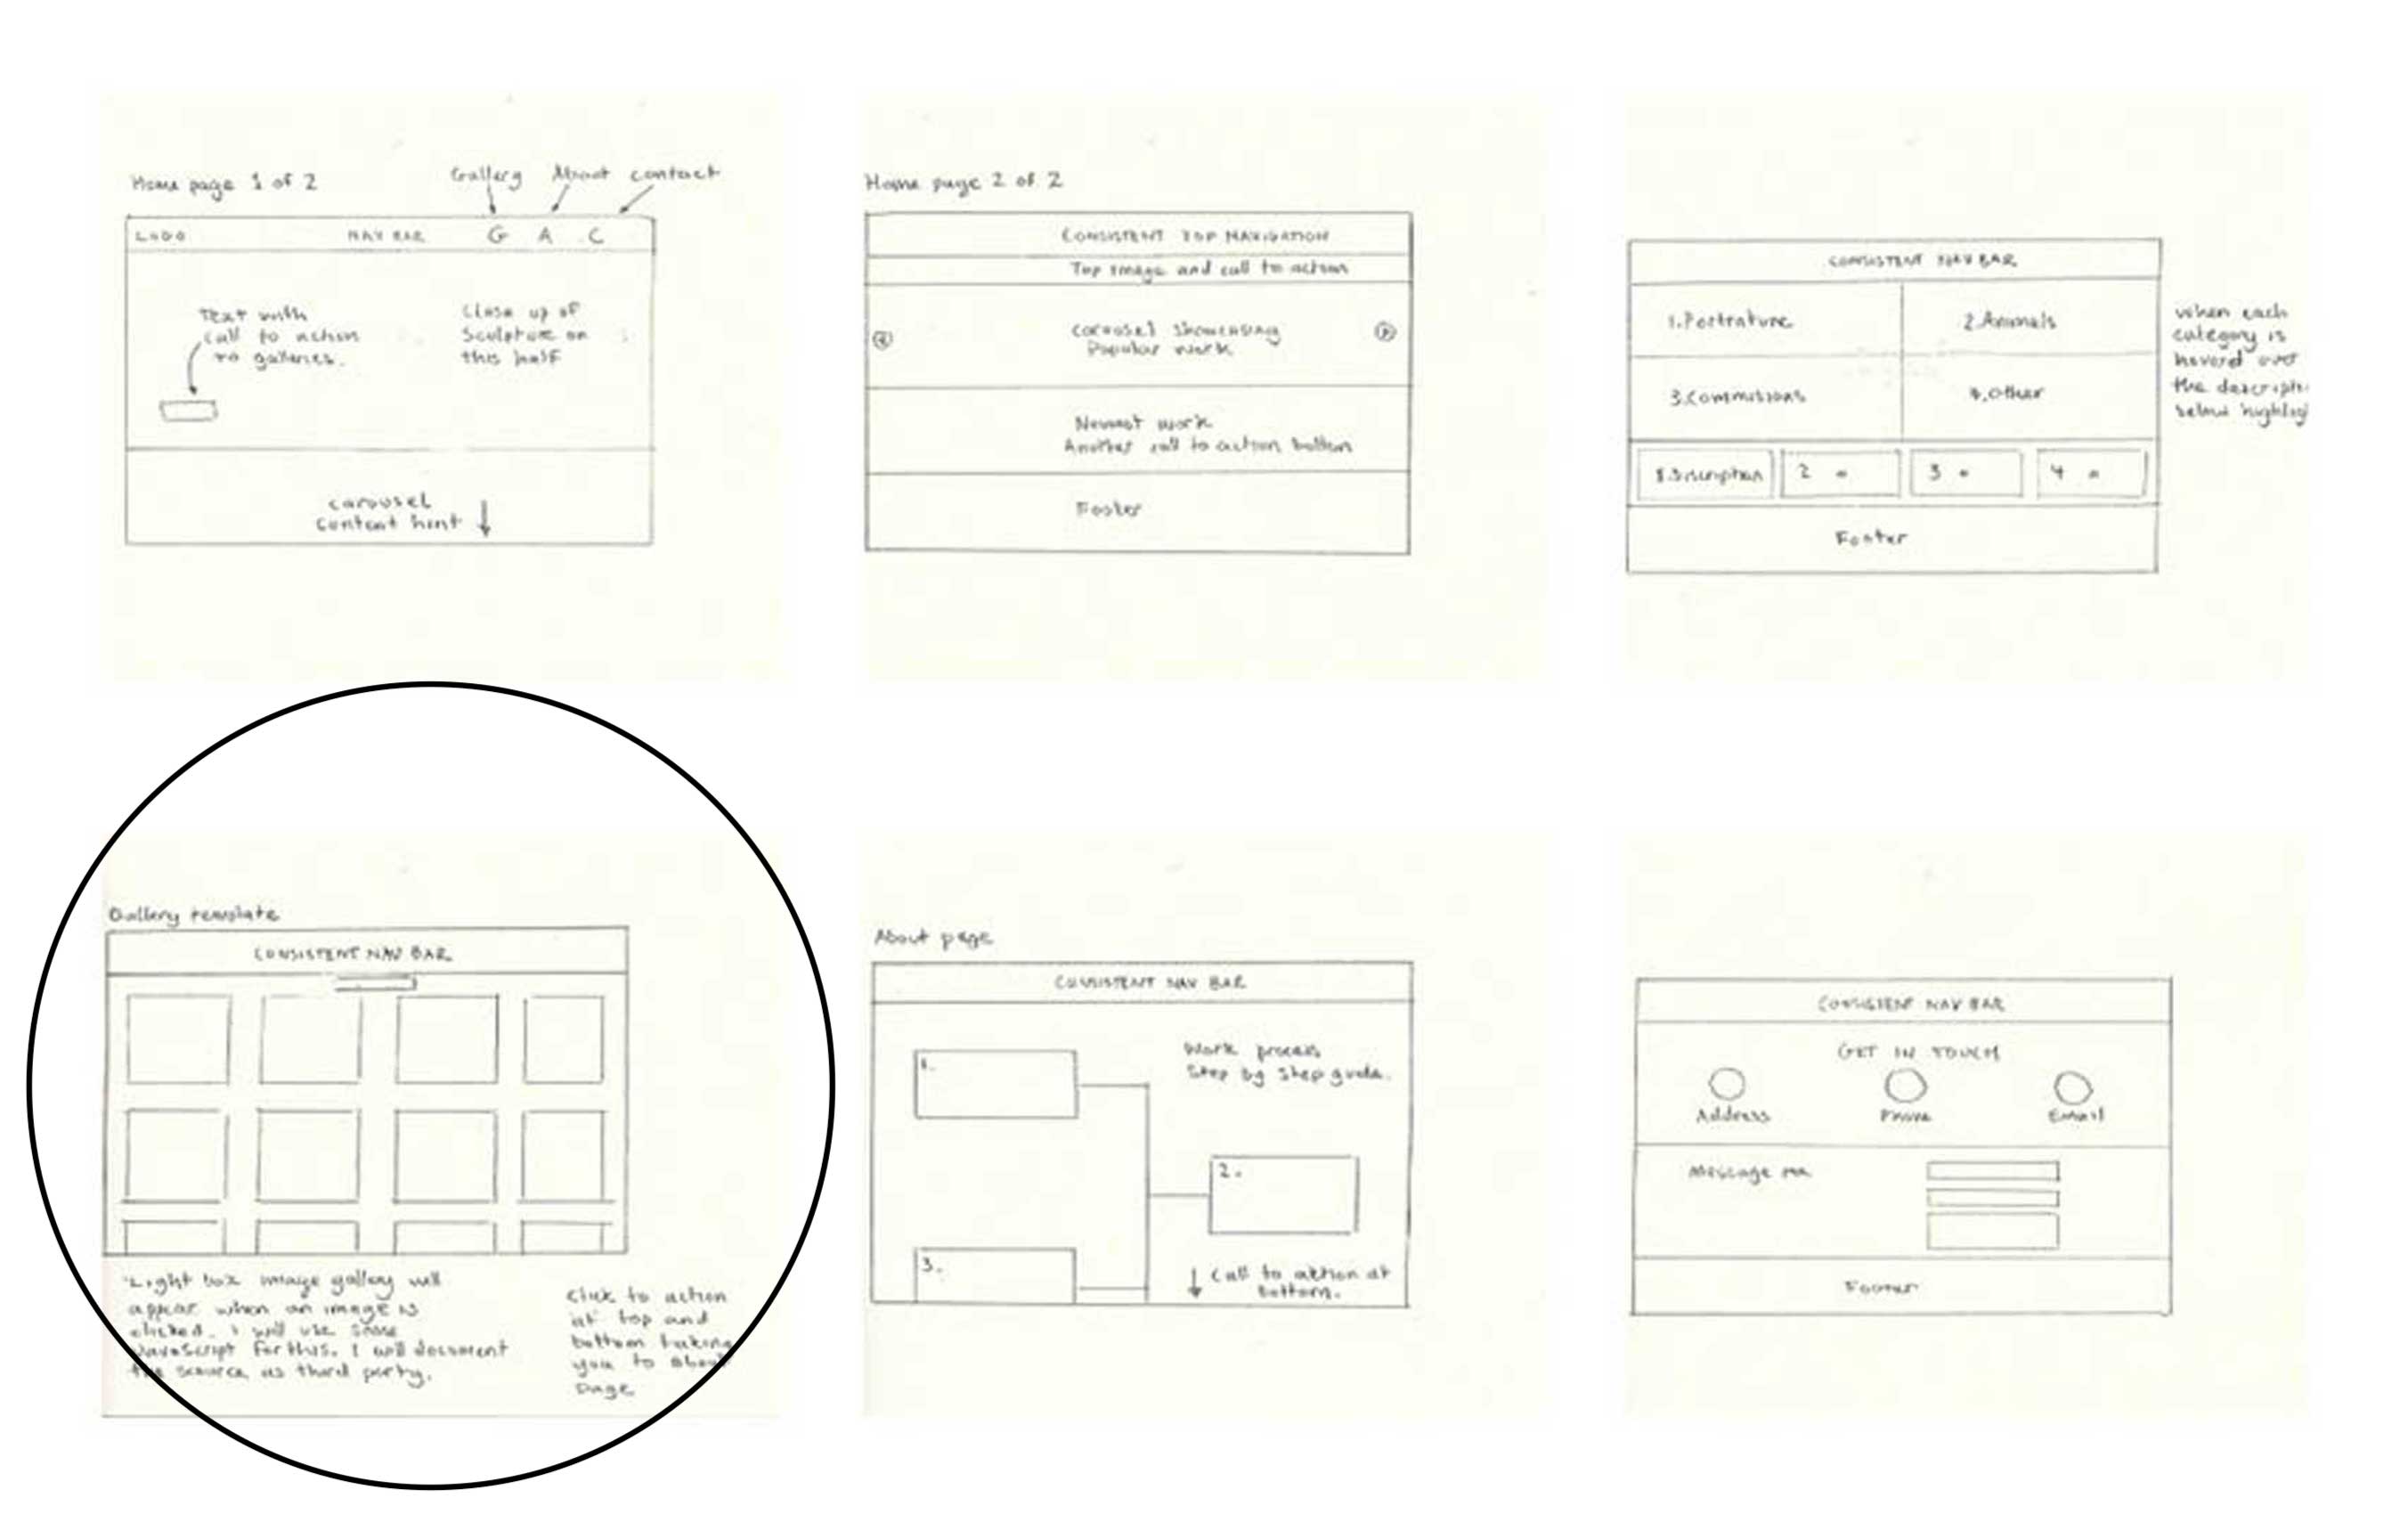 Home page 1 of 2
Gallery About contact
LOGO NAV BAR G A C
Text with
call to action
to galleries.
Close up of
Sculpture on
this half
carousel
content hint
Home page 2 of 2
CONSISTENT TOP NAVIGATION
Top image and call to action
carousel showcasing
Popular work
Newest work
Another call to action button
Footer
CONSISTENT NAV BAR
1.Portrature 2.Animals
3.Commissions 4.Other
1.Discription 2 " 3 " 4 "
Footer
when each
category is
hoverd over
the descripti
below highlig
Gallery template
CONSISTENT NAV BAR
Light box image gallery will
appear when an image is
clicked. I will use some
JavaScript for this. I will document
the source as third party.
click to action
at top and
bottom taking
you to about
page
About page
CONSISTENT NAV BAR
1.
Work process
Step by step guide.
2.
3.
Call to action at
bottom.
CONSISTENT NAV BAR
GET IN TOUCH
Address Phone Email
Message me
Footer